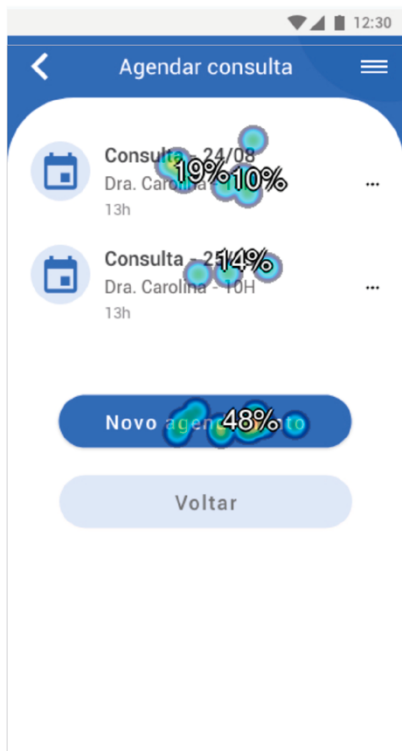 12:30
Agendar consulta
Consulta - 24/08
19% 10%
Dra. Carolina
13h
Consulta -
14%
Dra. Carolina - 10H
13h
Novo
48%
Voltar